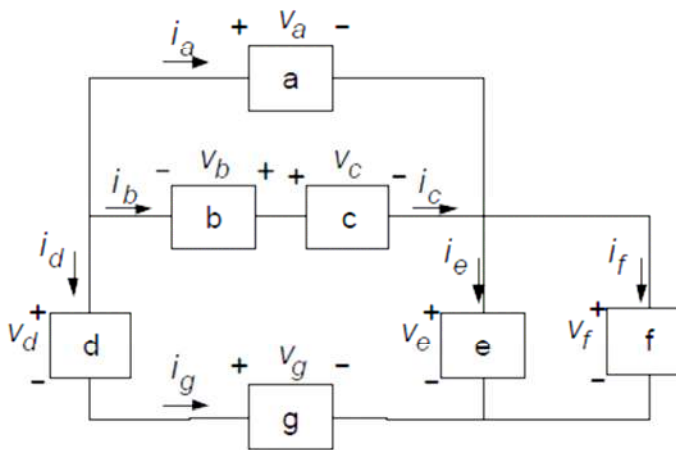 i_a + v_a −
a
i_b − v_b + + v_c − i_c
b c
i_d i_e i_f
+ + +
v_d d v_e e v_f f
− i_g + v_g − − −
g